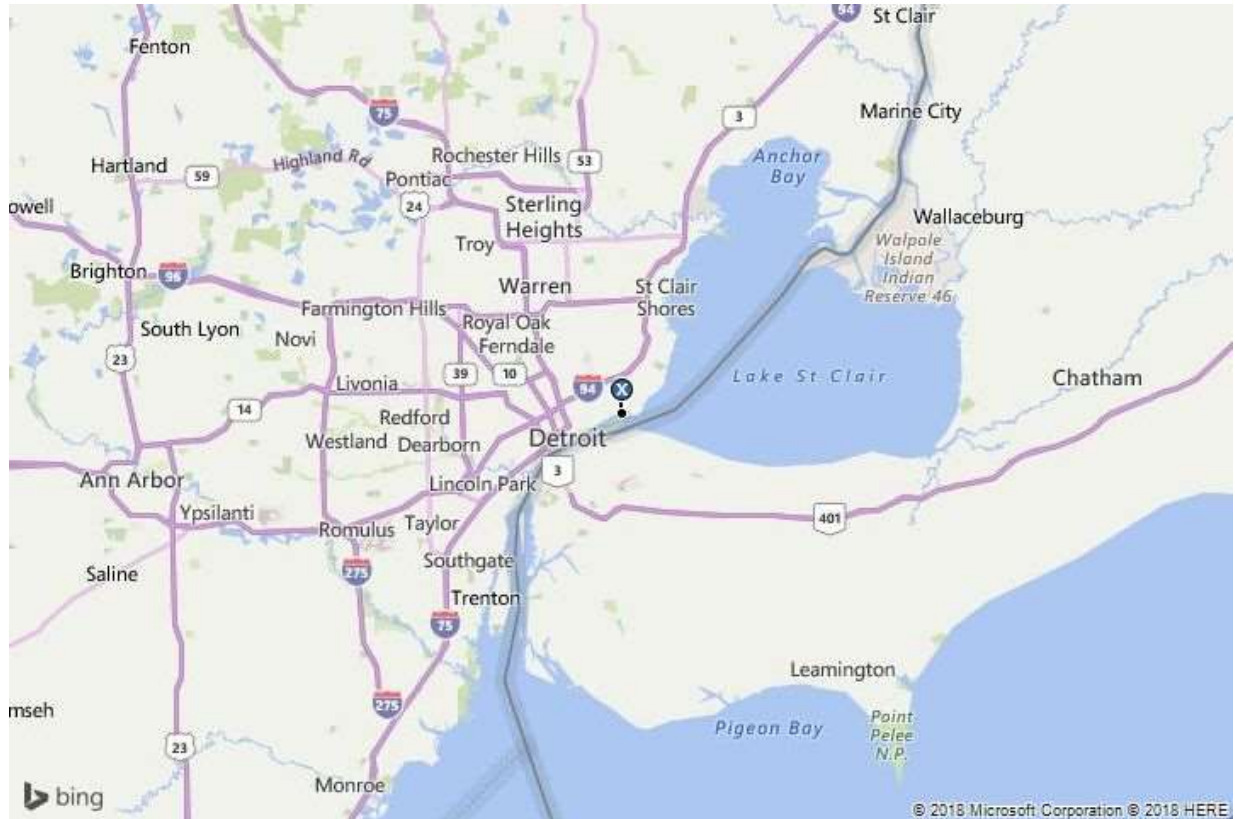 94
St Clair
Fenton
75
3
Marine City
Hartland
59
Highland Rd
Rochester Hills
53
Anchor
Bay
Pontiac
24
owell
Sterling
Heights
Wallaceburg
Troy
Walpole
Island
Indian
Reserve 46
Brighton
96
Warren
St Clair
Shores
Farmington Hills
South Lyon
Novi
Royal Oak
Ferndale
23
39
10
94
X
Lake St Clair
Chatham
Livonia
14
Redford
Westland
Dearborn
Detroit
3
Ann Arbor
Lincoln Park
Ypsilanti
Romulus
Taylor
401
Southgate
275
Saline
Trenton
75
Leamington
275
mseh
Pigeon Bay
Point
Pelee
N.P.
23
Monroe
bing
© 2018 Microsoft Corporation © 2018 HERE